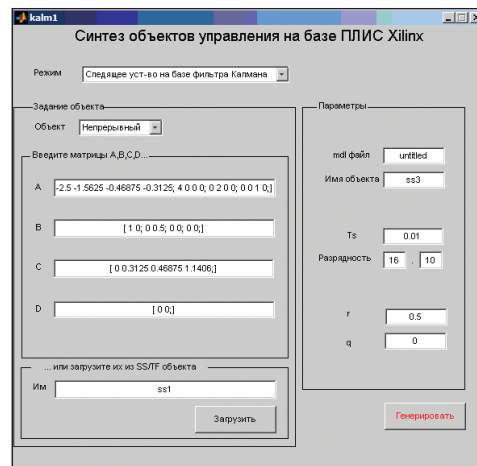 kalm1
Синтез объектов управления на базе ПЛИС Xilinx
Режим
Следящее уст-во на базе фильтра Калмана
Задание объекта
Объект
Непрерывный
Введите матрицы A,B,C,D...
A
-2.5 -1.5625 -0.46875 -0.3125; 4 0 0 0; 0 2 0 0; 0 0 1 0;]
B
[ 1 0; 0 0.5; 0 0; 0 0;]
C
[ 0 0.3125 0.46875 1.1406;]
D
[ 0 0;]
... или загрузите их из SS/TF объекта
Им
ss1
Загрузить
Параметры
mdl файл
untitled
Имя объекта
ss3
Ts
0.01
Разрядность
16 . 10
r
0.5
q
0
Генерировать